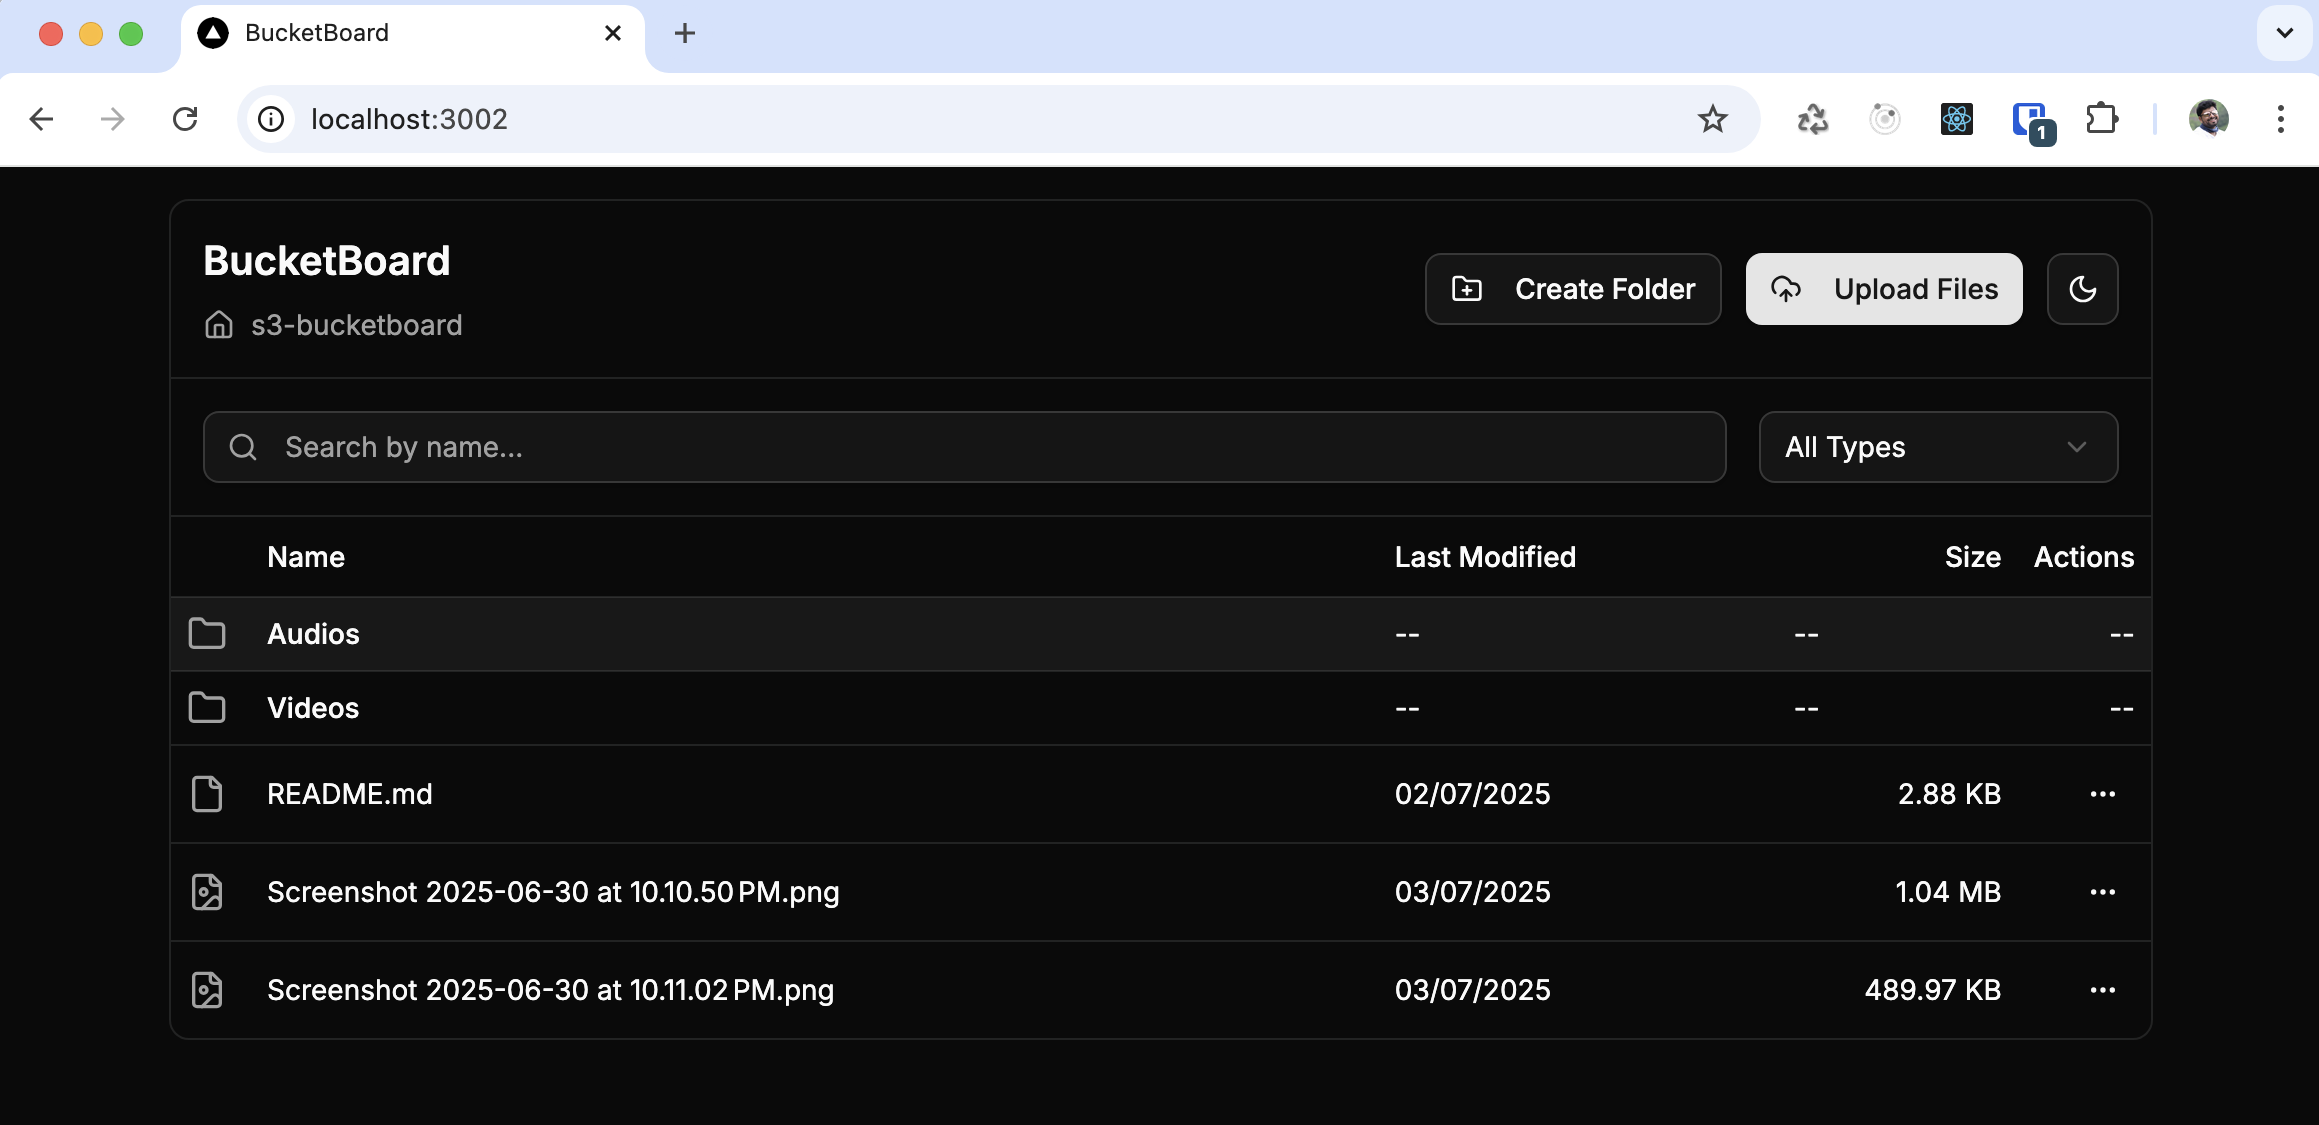 BucketBoard
localhost:3002
1
BucketBoard
s3-bucketboard
Create Folder
Upload Files
Search by name...
All Types
Name Last Modified Size Actions
Audios -- -- --
Videos -- -- --
README.md 02/07/2025 2.88 KB
Screenshot 2025-06-30 at 10.10.50 PM.png 03/07/2025 1.04 MB
Screenshot 2025-06-30 at 10.11.02 PM.png 03/07/2025 489.97 KB